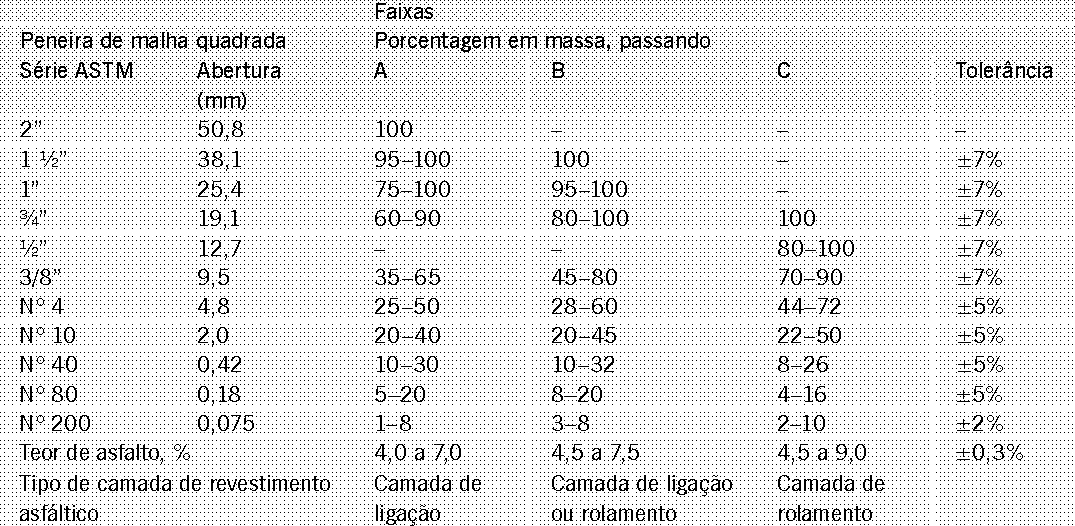 Faixas
Peneira de malha quadrada Porcentagem em massa, passando
Série ASTM Abertura A B C Tolerância
(mm)
2” 50,8 100 – – –
1 ½” 38,1 95–100 100 – ±7%
1” 25,4 75–100 95–100 – ±7%
¾” 19,1 60–90 80–100 100 ±7%
½” 12,7 – – 80–100 ±7%
3/8” 9,5 35–65 45–80 70–90 ±7%
N° 4 4,8 25–50 28–60 44–72 ±5%
N° 10 2,0 20–40 20–45 22–50 ±5%
N° 40 0,42 10–30 10–32 8–26 ±5%
N° 80 0,18 5–20 8–20 4–16 ±5%
N° 200 0,075 1–8 3–8 2–10 ±2%
Teor de asfalto, % 4,0 a 7,0 4,5 a 7,5 4,5 a 9,0 ±0,3%
Tipo de camada de revestimento Camada de Camada de ligação Camada de
asfáltico ligação ou rolamento rolamento